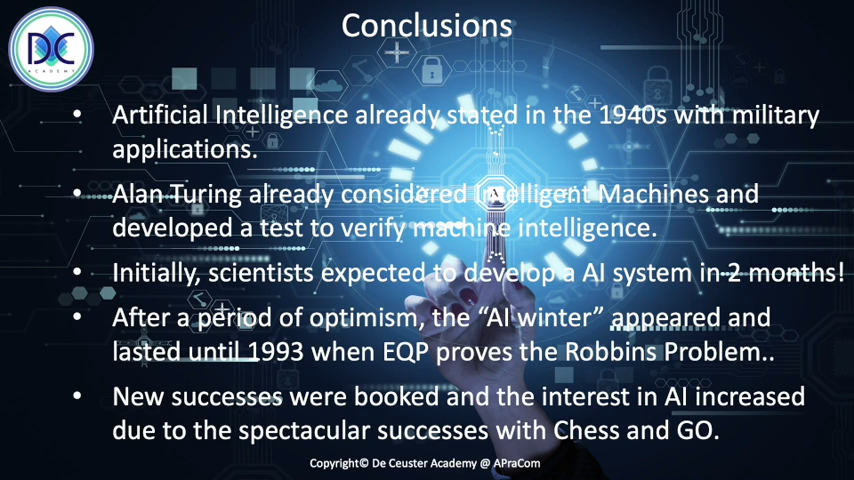 Conclusions
DC
ACADEMY
• Artificial Intelligence already stated in the 1940s with military
applications.
• Alan Turing already considered Intelligent Machines and
developed a test to verify machine intelligence.
• Initially, scientists expected to develop a AI system in 2 months!
• After a period of optimism, the “AI winter” appeared and
lasted until 1993 when EQP proves the Robbins Problem..
• New successes were booked and the interest in AI increased
due to the spectacular successes with Chess and GO.
Copyright© De Ceuster Academy @ APraCom